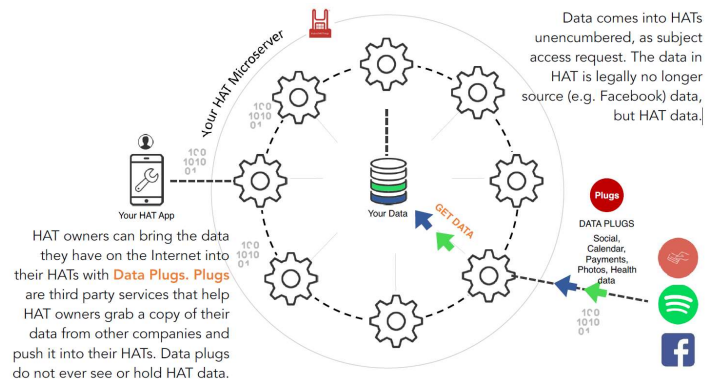 Data comes into HATs
unencumbered, as subject
access request. The data in
HAT is legally no longer
source (e.g. Facebook) data,
but HAT data.
Your HAT Microserver
100
1010
01
100
1010
01
Your HAT App
Your Data
GET DATA
Plugs
DATA PLUGS
Social,
Calendar,
Payments,
Photos, Health
data
HAT owners can bring the data
they have on the Internet into
their HATs with Data Plugs. Plugs
are third party services that help
HAT owners grab a copy of their
data from other companies and
push it into their HATs. Data plugs
do not ever see or hold HAT data.
100
1010
01
100
1010
01